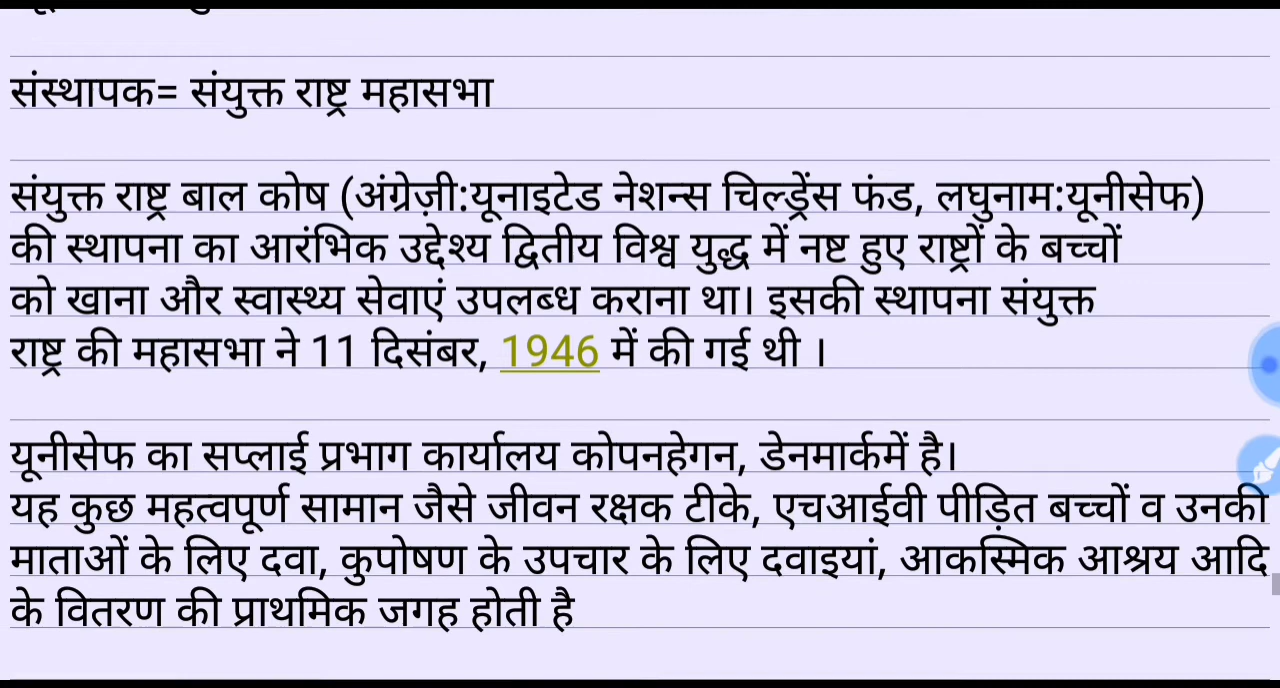 संस्थापक= संयुक्त राष्ट्र महासभा
संयुक्त राष्ट्र बाल कोष (अंग्रेज़ी:यूनाइटेड नेशन्स चिल्ड्रेंस फंड, लघुनाम:यूनीसेफ)
की स्थापना का आरंभिक उद्देश्य द्वितीय विश्व युद्ध में नष्ट हुए राष्ट्रों के बच्चों
को खाना और स्वास्थ्य सेवाएं उपलब्ध कराना था। इसकी स्थापना संयुक्त
राष्ट्र की महासभा ने 11 दिसंबर, 1946 में की गई थी ।
यूनीसेफ का सप्लाई प्रभाग कार्यालय कोपनहेगन, डेनमार्कमें है।
यह कुछ महत्वपूर्ण सामान जैसे जीवन रक्षक टीके, एचआईवी पीड़ित बच्चों व उनकी
माताओं के लिए दवा, कुपोषण के उपचार के लिए दवाइयां, आकस्मिक आश्रय आदि
के वितरण की प्राथमिक जगह होती है